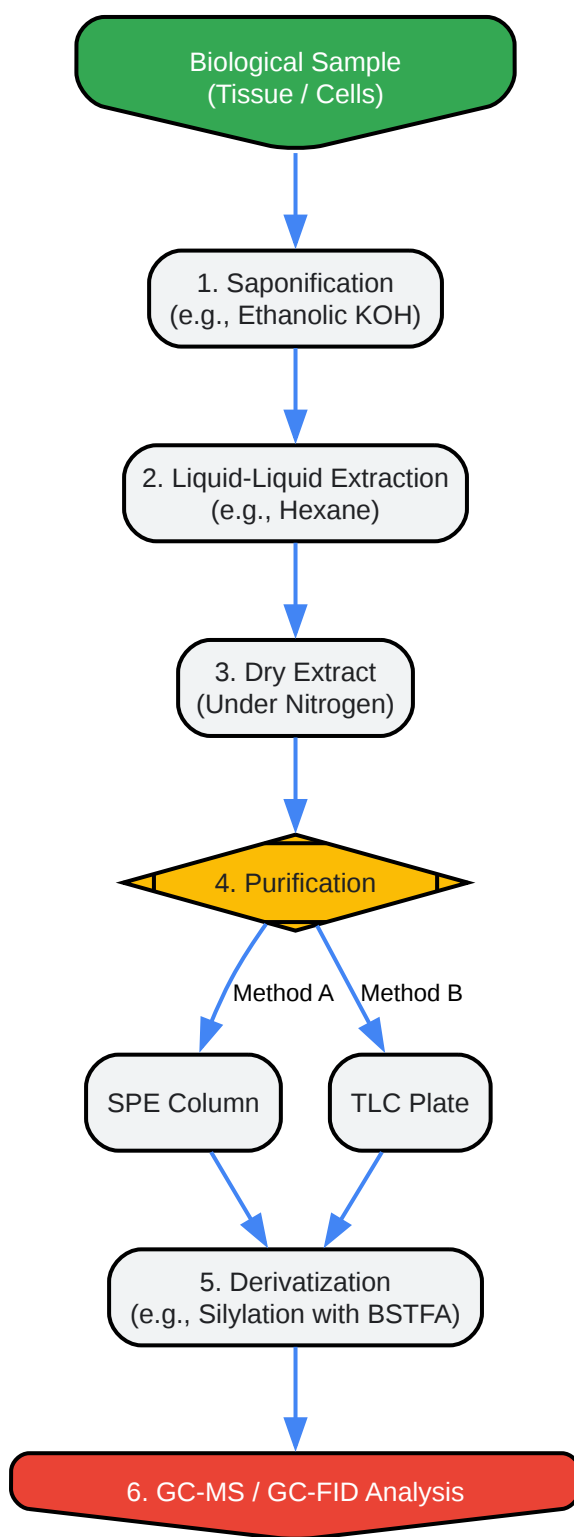 Biological Sample
(Tissue / Cells)
1. Saponification
(e.g., Ethanolic KOH)
2. Liquid-Liquid Extraction
(e.g., Hexane)
3. Dry Extract
(Under Nitrogen)
4. Purification
Method A
Method B
SPE Column
TLC Plate
5. Derivatization
(e.g., Silylation with BSTFA)
6. GC-MS / GC-FID Analysis